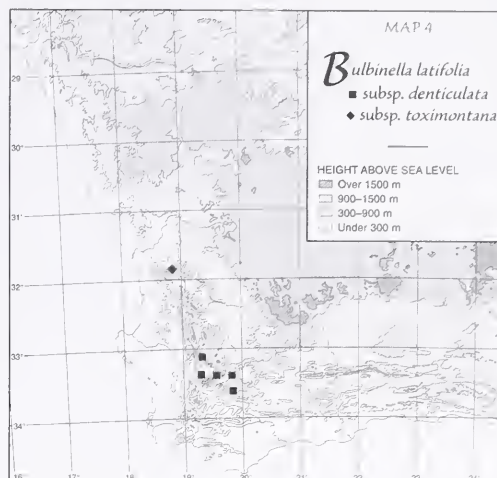 MAP 4
Bulbinella latifolia
subsp. denticulata
subsp. toximontana
HEIGHT ABOVE SEA LEVEL
Over 1500 m
900–1500 m
300–900 m
Under 300 m
29°
30°
31°
32°
33°
34°
16°
17°
18°
19°
20°
21°
22°
23°
24°